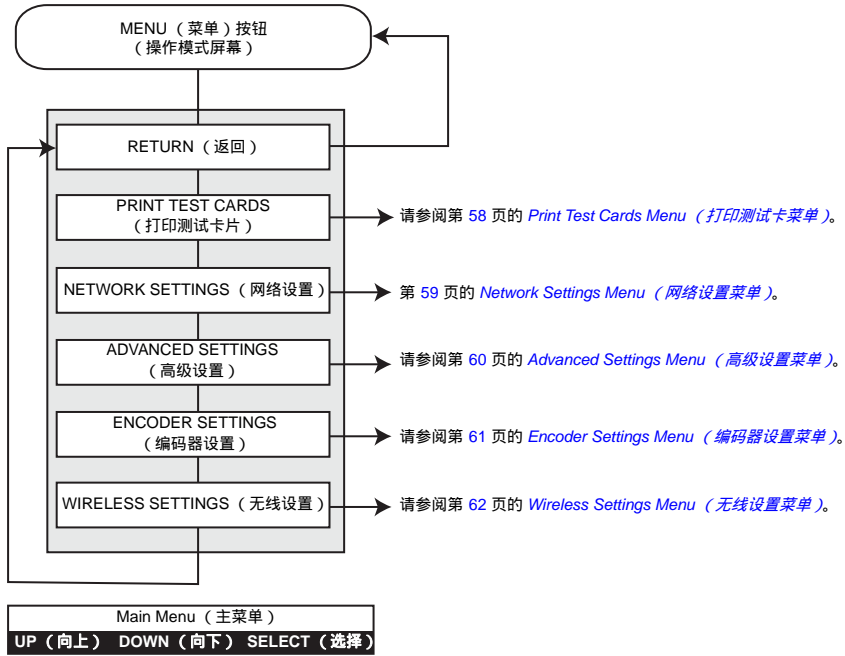 MENU （菜单）按钮
（操作模式屏幕）
RETURN （返回）
PRINT TEST CARDS
（打印测试卡片）
请参阅第 58 页的 Print Test Cards Menu （打印测试卡菜单）。
NETWORK SETTINGS （网络设置）
第 59 页的 Network Settings Menu （网络设置菜单）。
ADVANCED SETTINGS
（高级设置）
请参阅第 60 页的 Advanced Settings Menu （高级设置菜单）。
ENCODER SETTINGS
（编码器设置）
请参阅第 61 页的 Encoder Settings Menu （编码器设置菜单）。
WIRELESS SETTINGS （无线设置）
请参阅第 62 页的 Wireless Settings Menu （无线设置菜单）。
Main Menu （主菜单）
UP （向上） DOWN （向下） SELECT （选择）